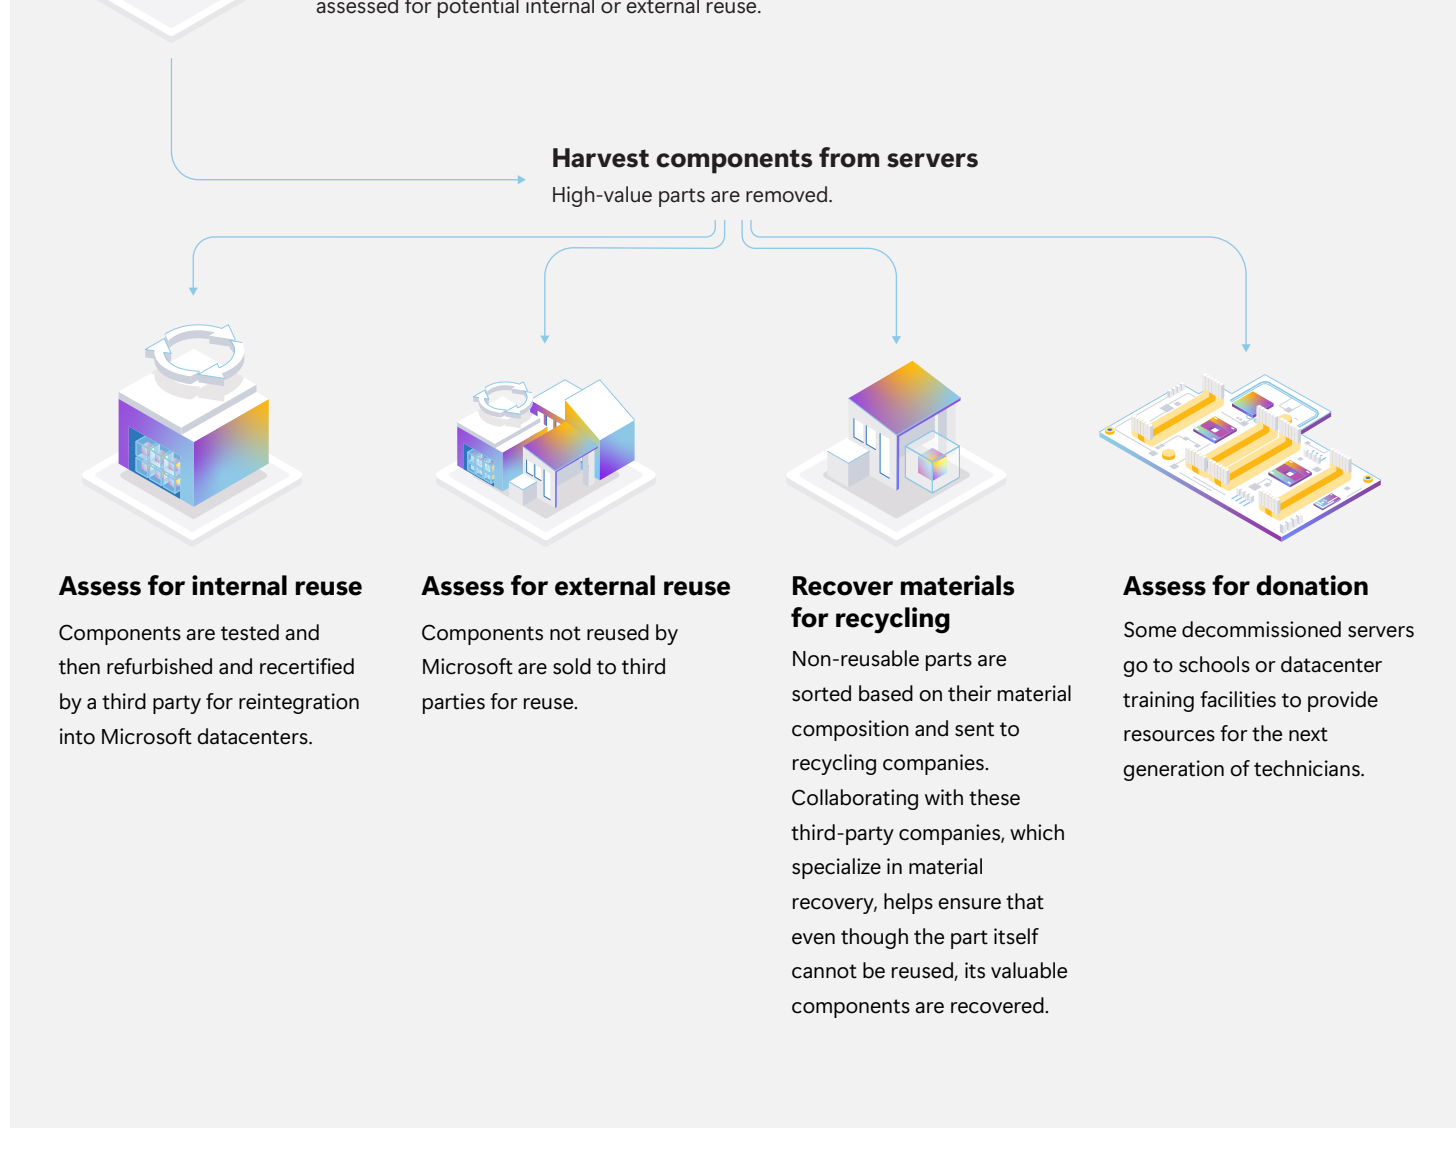 assessed for potential internal or external reuse.
Harvest components from servers
High-value parts are removed.
Assess for internal reuse
Components are tested and
then refurbished and recertified
by a third party for reintegration
into Microsoft datacenters.
Assess for external reuse
Components not reused by
Microsoft are sold to third
parties for reuse.
Recover materials
for recycling
Non-reusable parts are
sorted based on their material
composition and sent to
recycling companies.
Collaborating with these
third-party companies, which
specialize in material
recovery, helps ensure that
even though the part itself
cannot be reused, its valuable
components are recovered.
Assess for donation
Some decommissioned servers
go to schools or datacenter
training facilities to provide
resources for the next
generation of technicians.